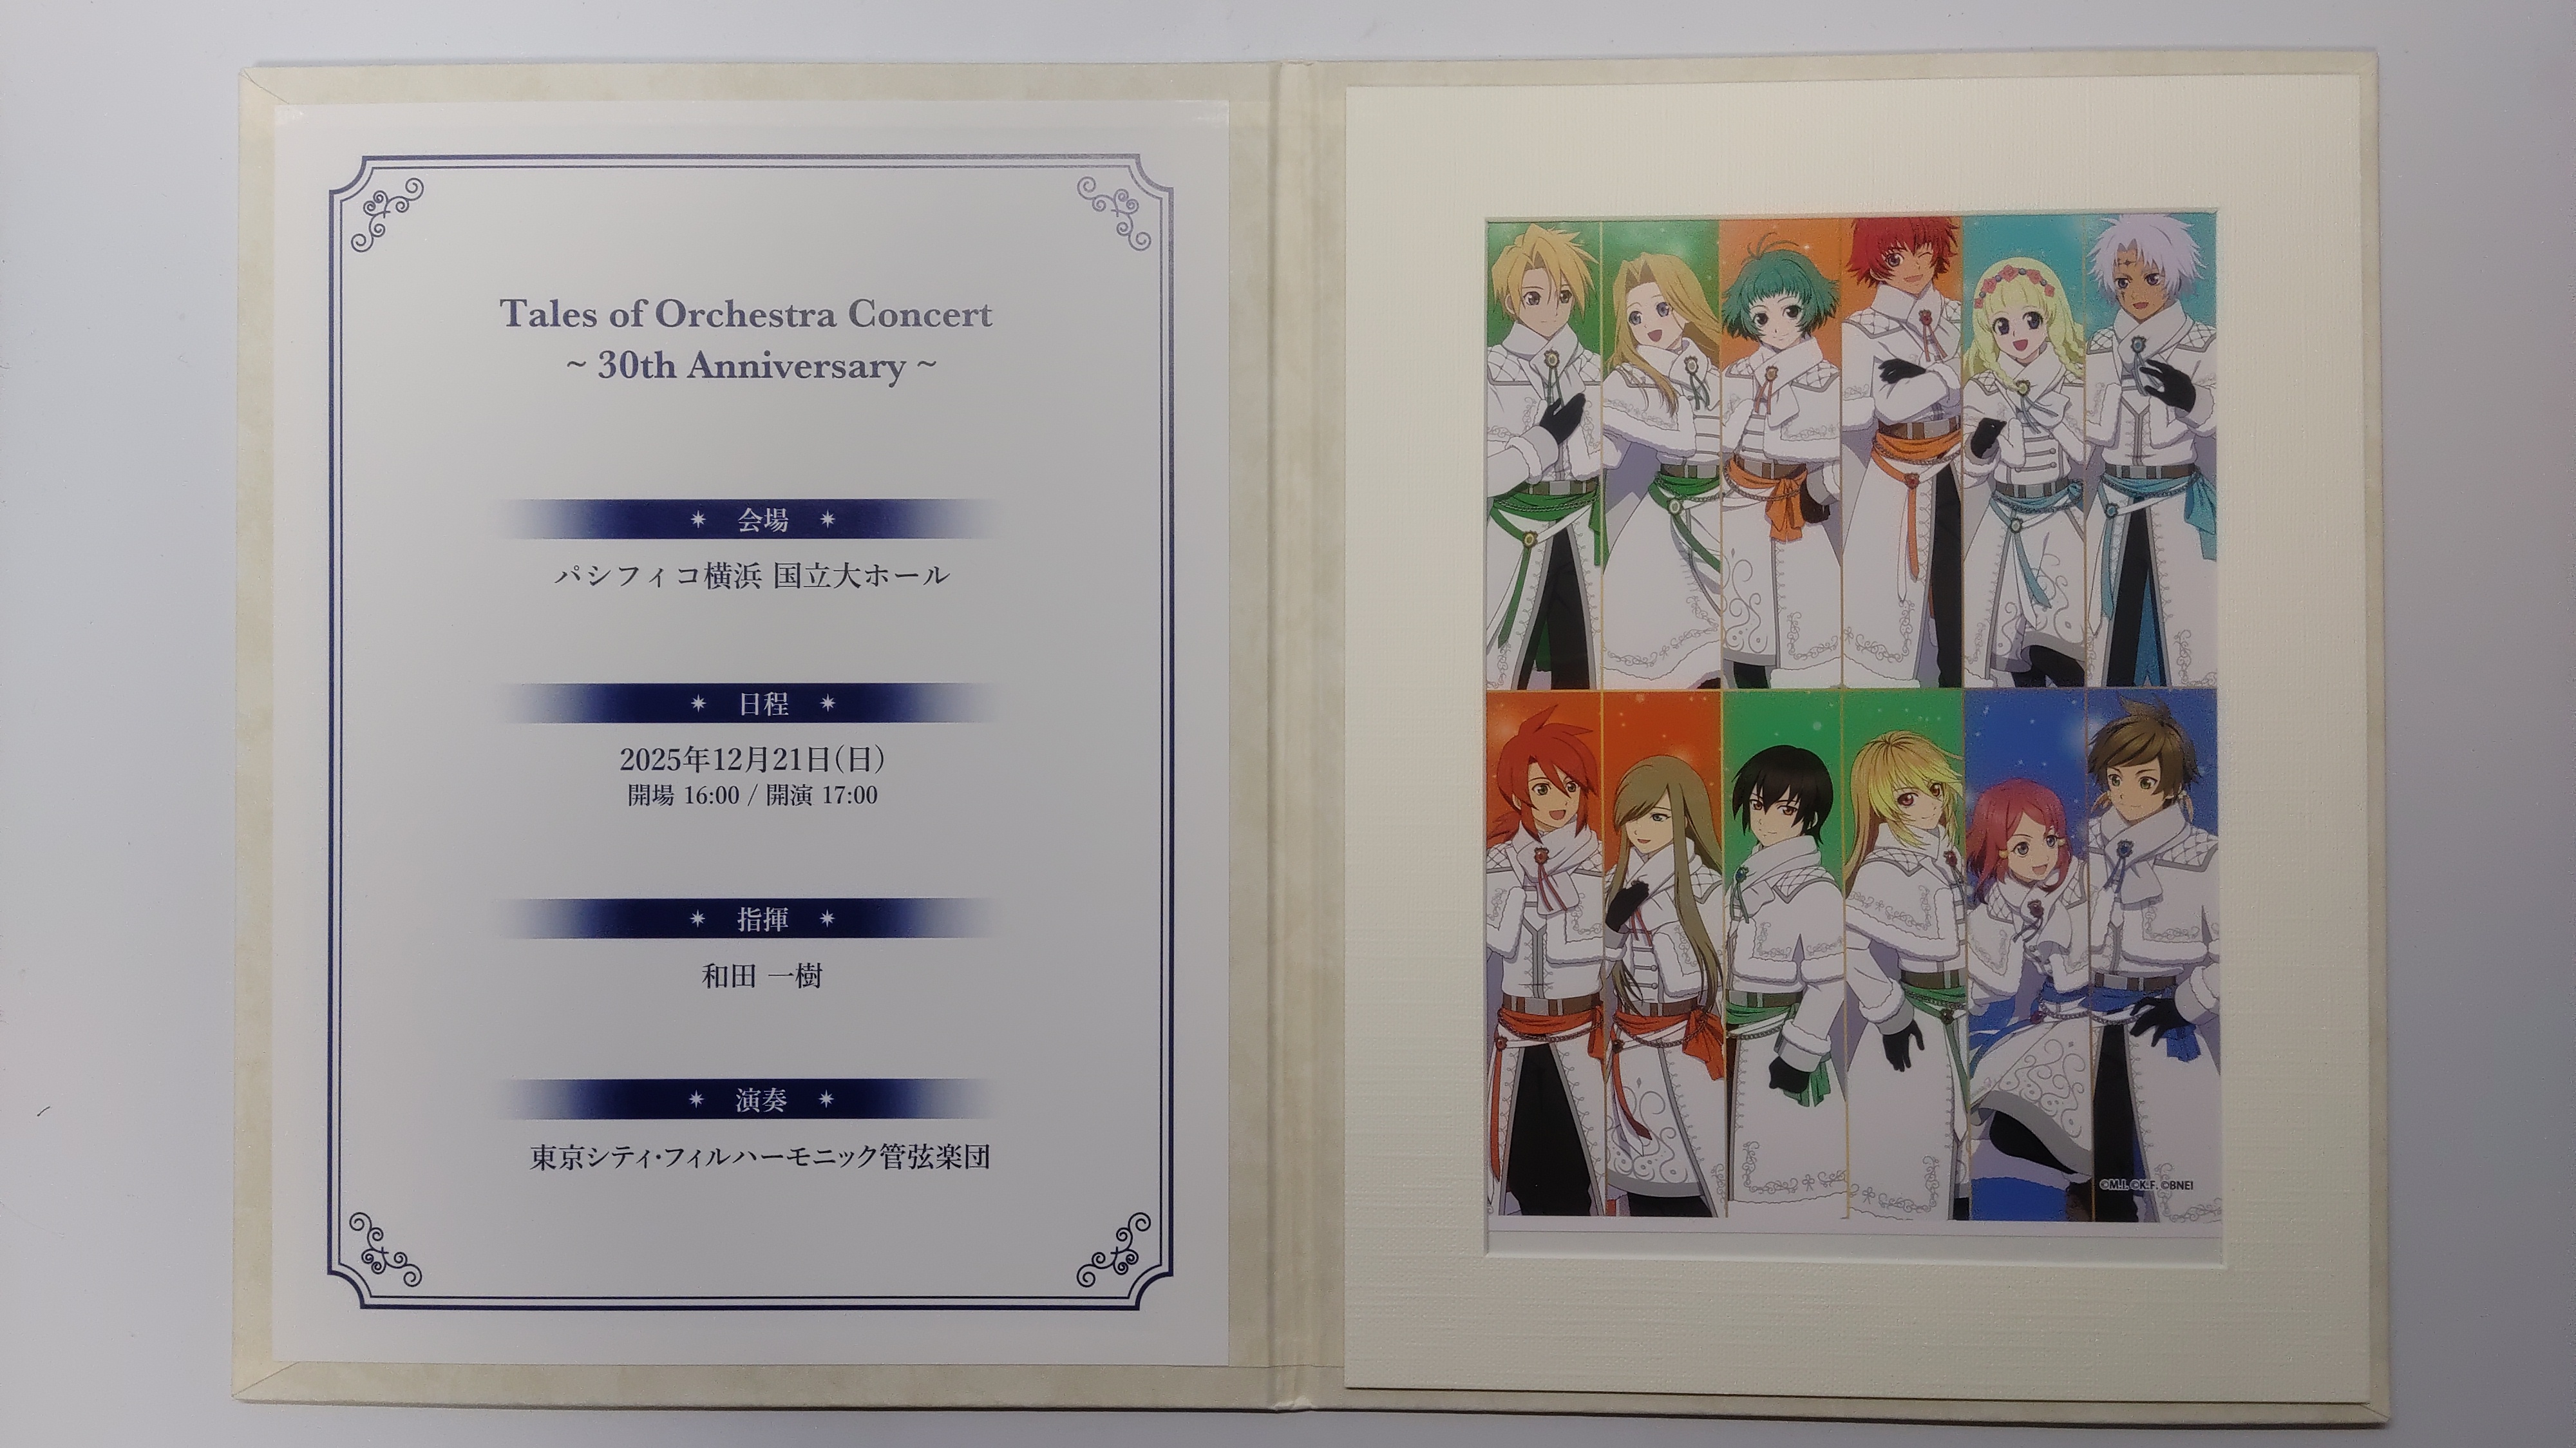 Tales of Orchestra Concert
~ 30th Anniversary ~
会場
パシフィコ横浜 国立大ホール
日程
2025年12月21日(日)
開場 16:00 / 開演 17:00
指揮
和田 一樹
演奏
東京シティ・フィルハーモニック管弦楽団
©M.I. ©K.F. ©BNEI